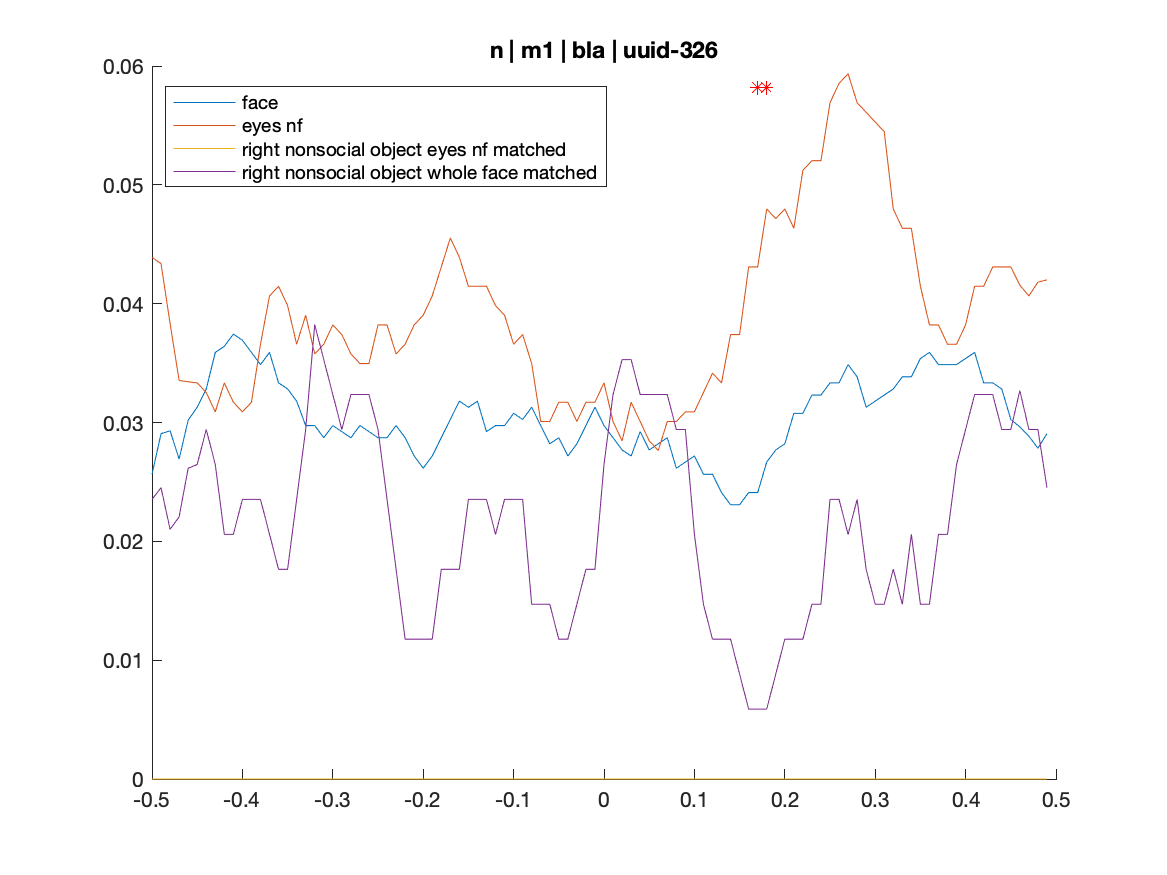 n | m1 | bla | uuid-326
0.06
face
eyes nf
right nonsocial object eyes nf matched
right nonsocial object whole face matched
0.05
0.04
0.03
0.02
0.01
0
-0.5 -0.4 -0.3 -0.2 -0.1 0 0.1 0.2 0.3 0.4 0.5